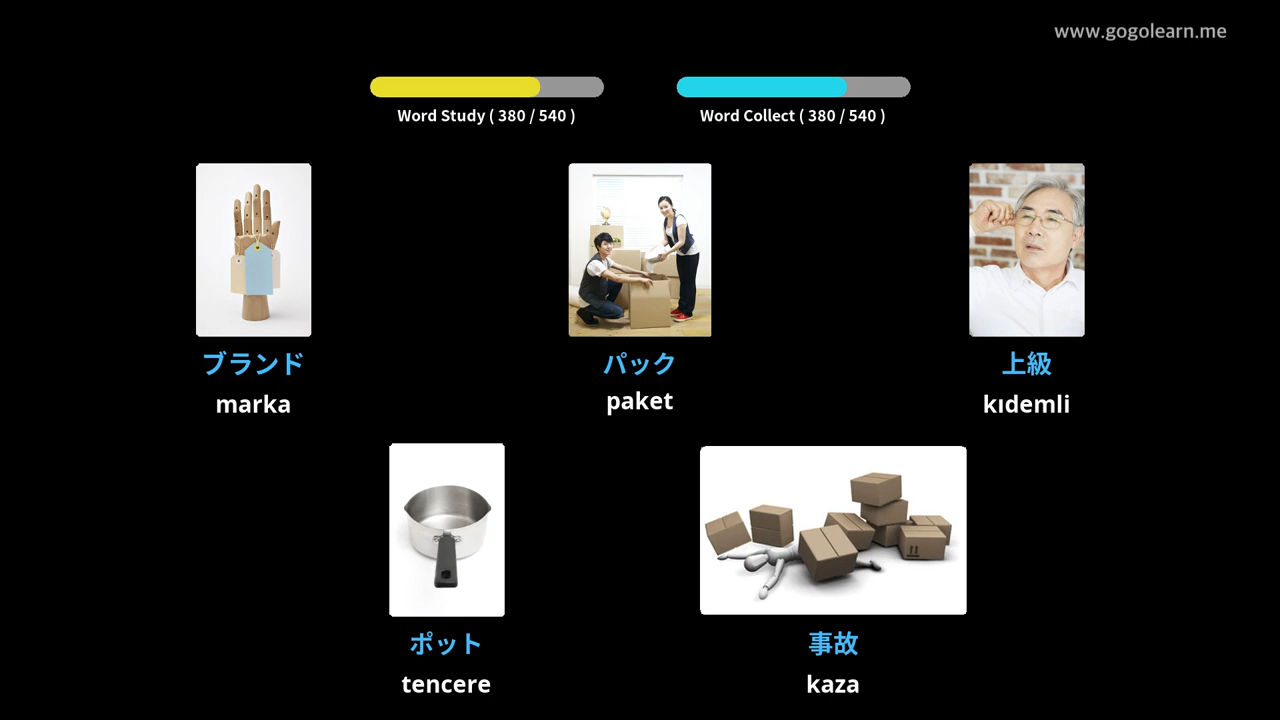 www.gogolearn.me
Word Study ( 380 / 540 )
Word Collect ( 380 / 540 )
ブランド
marka
パック
paket
上級
kıdemli
ポット
tencere
事故
kaza